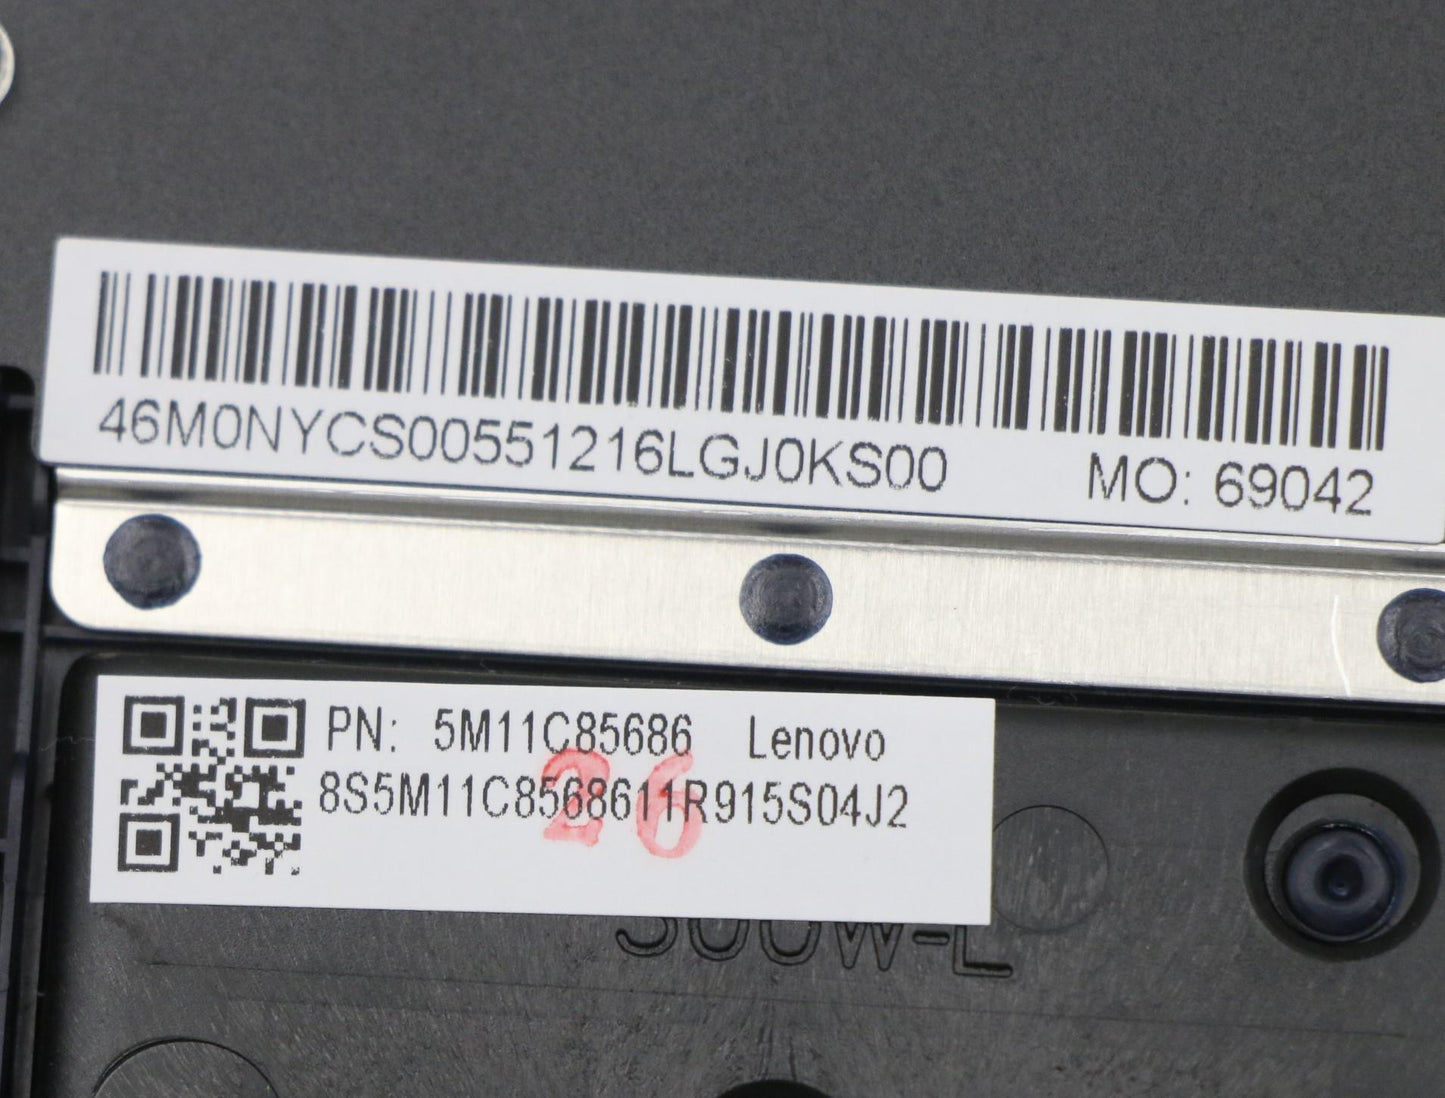 46M0NYCS00551216LGJ0KS00 MO: 69042
PN: 5M11C85686 Lenovo
8S5M11C8568611R915S04J2
26